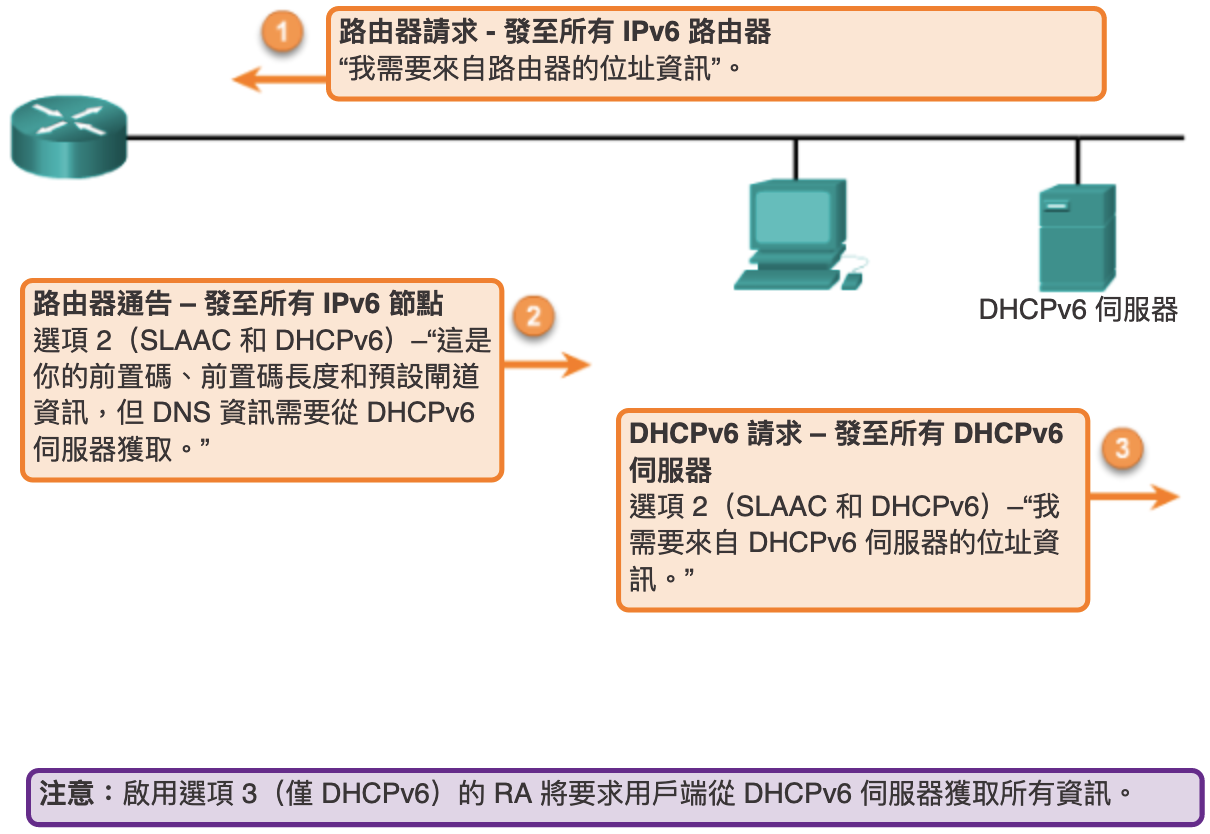 1
路由器請求 - 發至所有 IPv6 路由器
“我需要來自路由器的位址資訊”。
DHCPv6 伺服器
路由器通告 – 發至所有 IPv6 節點
選項 2（SLAAC 和 DHCPv6）–“這是
你的前置碼、前置碼長度和預設閘道
資訊，但 DNS 資訊需要從 DHCPv6
伺服器獲取。”
2
DHCPv6 請求 – 發至所有 DHCPv6
伺服器
選項 2（SLAAC 和 DHCPv6）–“我
需要來自 DHCPv6 伺服器的位址資
訊。”
3
注意：啟用選項 3（僅 DHCPv6）的 RA 將要求用戶端從 DHCPv6 伺服器獲取所有資訊。